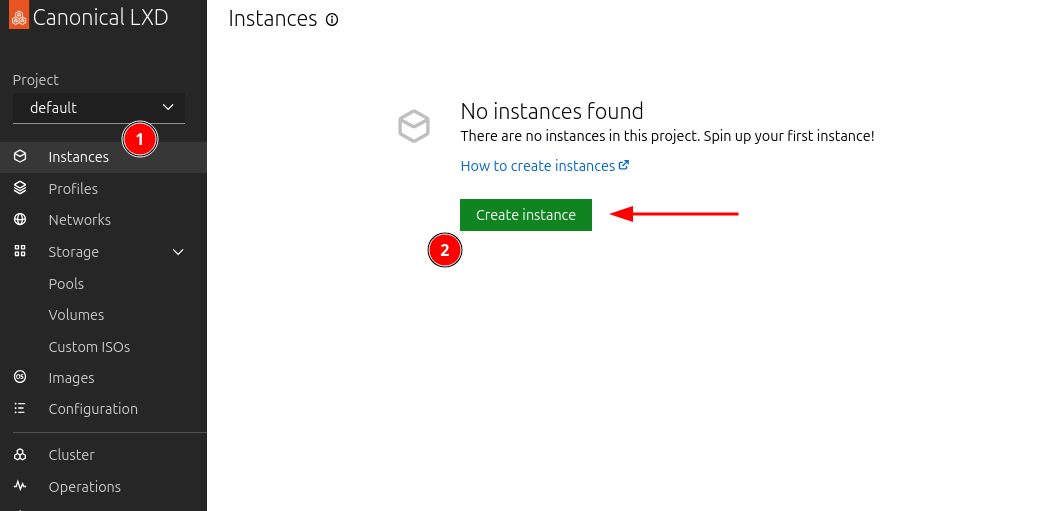 Canonical LXD
Project
default
1
Instances
Profiles
Networks
Storage
Pools
Volumes
Custom ISOs
Images
Configuration
Cluster
Operations
Instances
No instances found
There are no instances in this project. Spin up your first instance!
How to create instances
Create instance
2